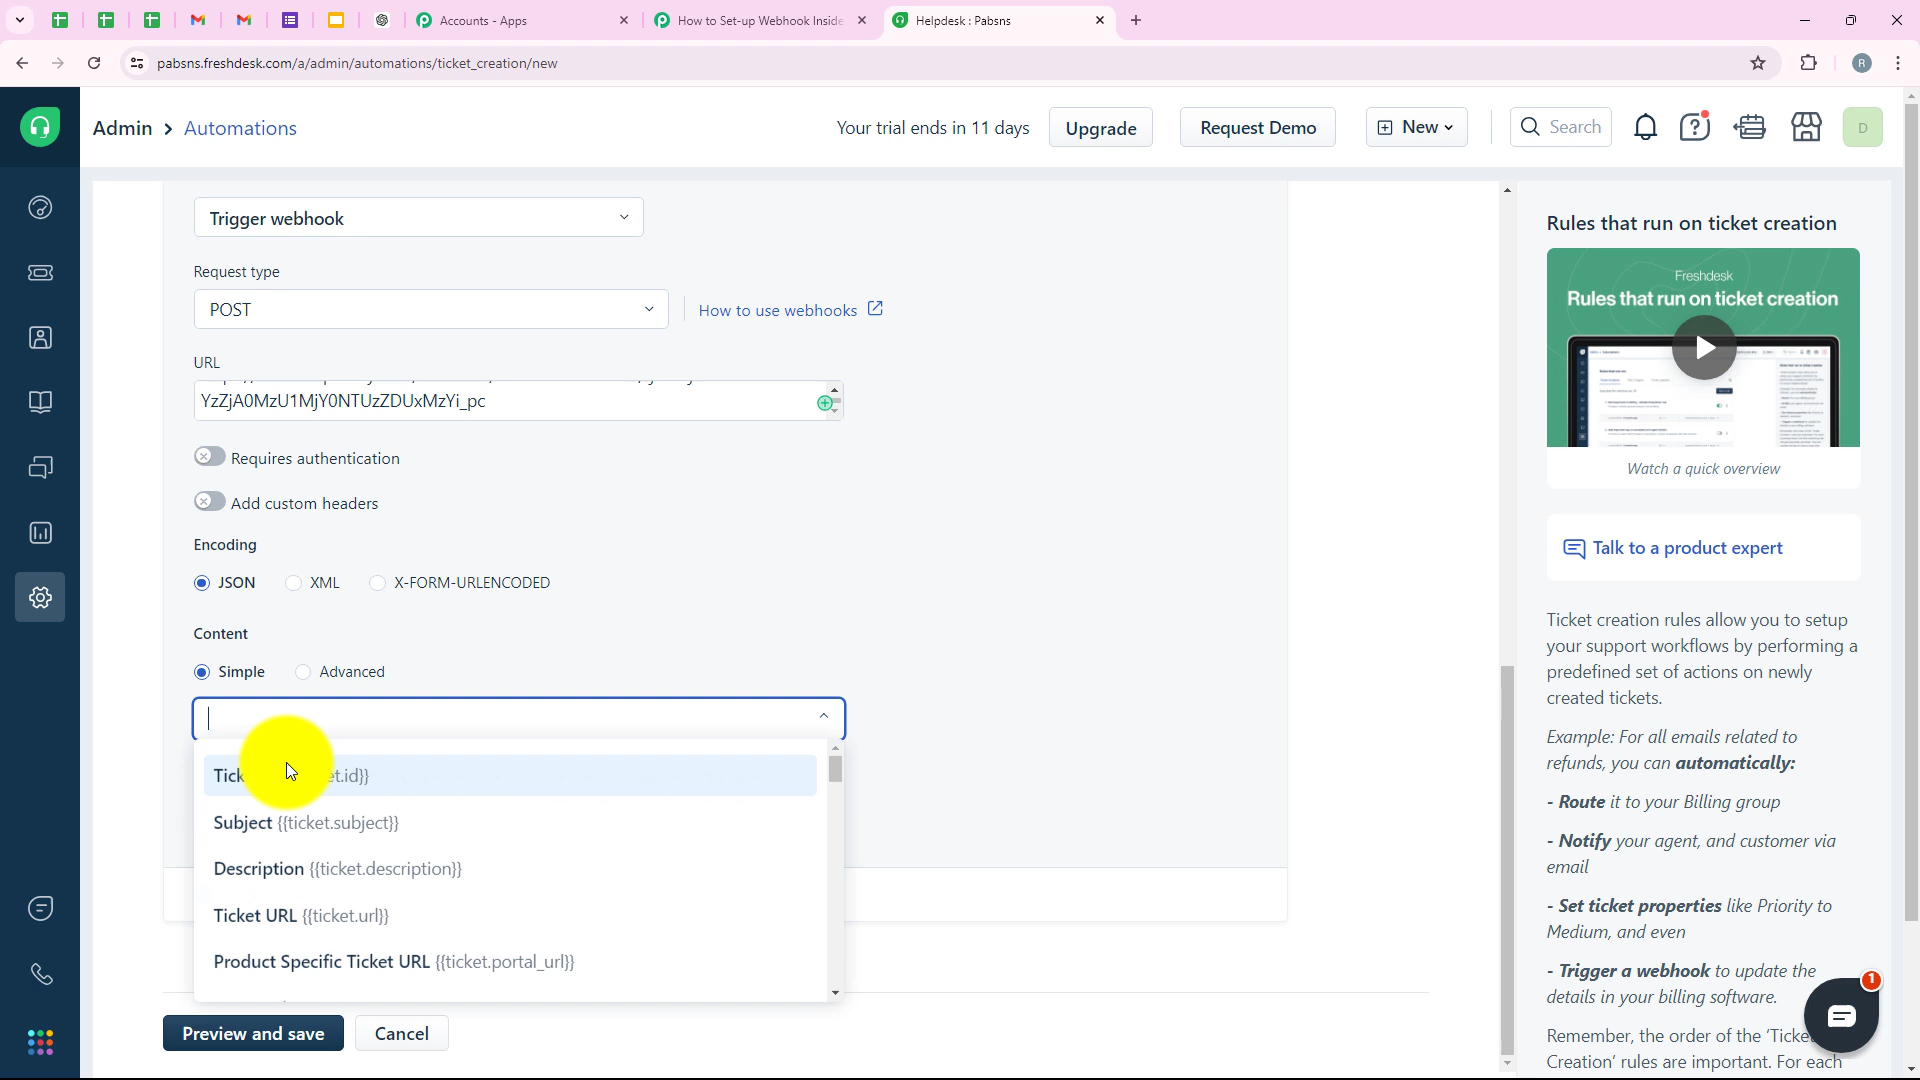 Accounts - Apps
How to Set-up Webhook Inside
Helpdesk : Pabsns
pabsns.freshdesk.com/a/admin/automations/ticket_creation/new
R
Admin > Automations
Your trial ends in 11 days
Upgrade
Request Demo
New
Search
D
Trigger webhook
Request type
POST
How to use webhooks
URL
YzZjA0MzU1MjY0NTUzZDUxMzYi_pc
Requires authentication
Add custom headers
Encoding
JSON
XML
X-FORM-URLENCODED
Content
Simple
Advanced
Subject {{ticket.subject}}
Description {{ticket.description}}
Ticket URL {{ticket.url}}
Product Specific Ticket URL {{ticket.portal_url}}
Preview and save
Cancel
Rules that run on ticket creation
Freshdesk
Rules that run on ticket creation
Watch a quick overview
Talk to a product expert
Ticket creation rules allow you to setup
your support workflows by performing a
predefined set of actions on newly
created tickets.
Example: For all emails related to
refunds, you can automatically:
- Route it to your Billing group
- Notify your agent, and customer via
email
- Set ticket properties like Priority to
Medium, and even
- Trigger a webhook to update the
details in your billing software.
1
Remember, the order of the
Creation' rules are important. For each